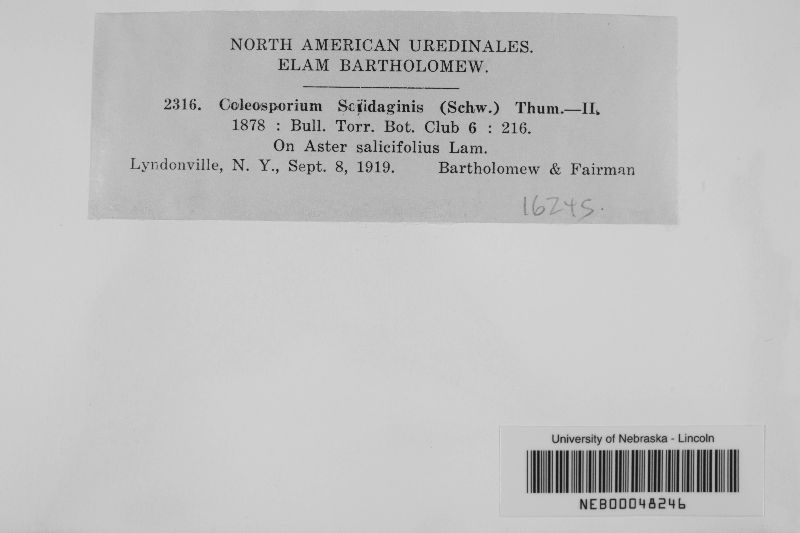 NORTH AMERICAN UREDINALES.
ELAM BARTHOLOMEW.
2316. Coleosporium Solidaginis (Schw.) Thum.—II.
1878 : Bull. Torr. Bot. Club 6 : 216.
On Aster salicifolius Lam.
Lyndonville, N. Y., Sept. 8, 1919. Bartholomew & Fairman
16245.
University of Nebraska - Lincoln
NEB00048246